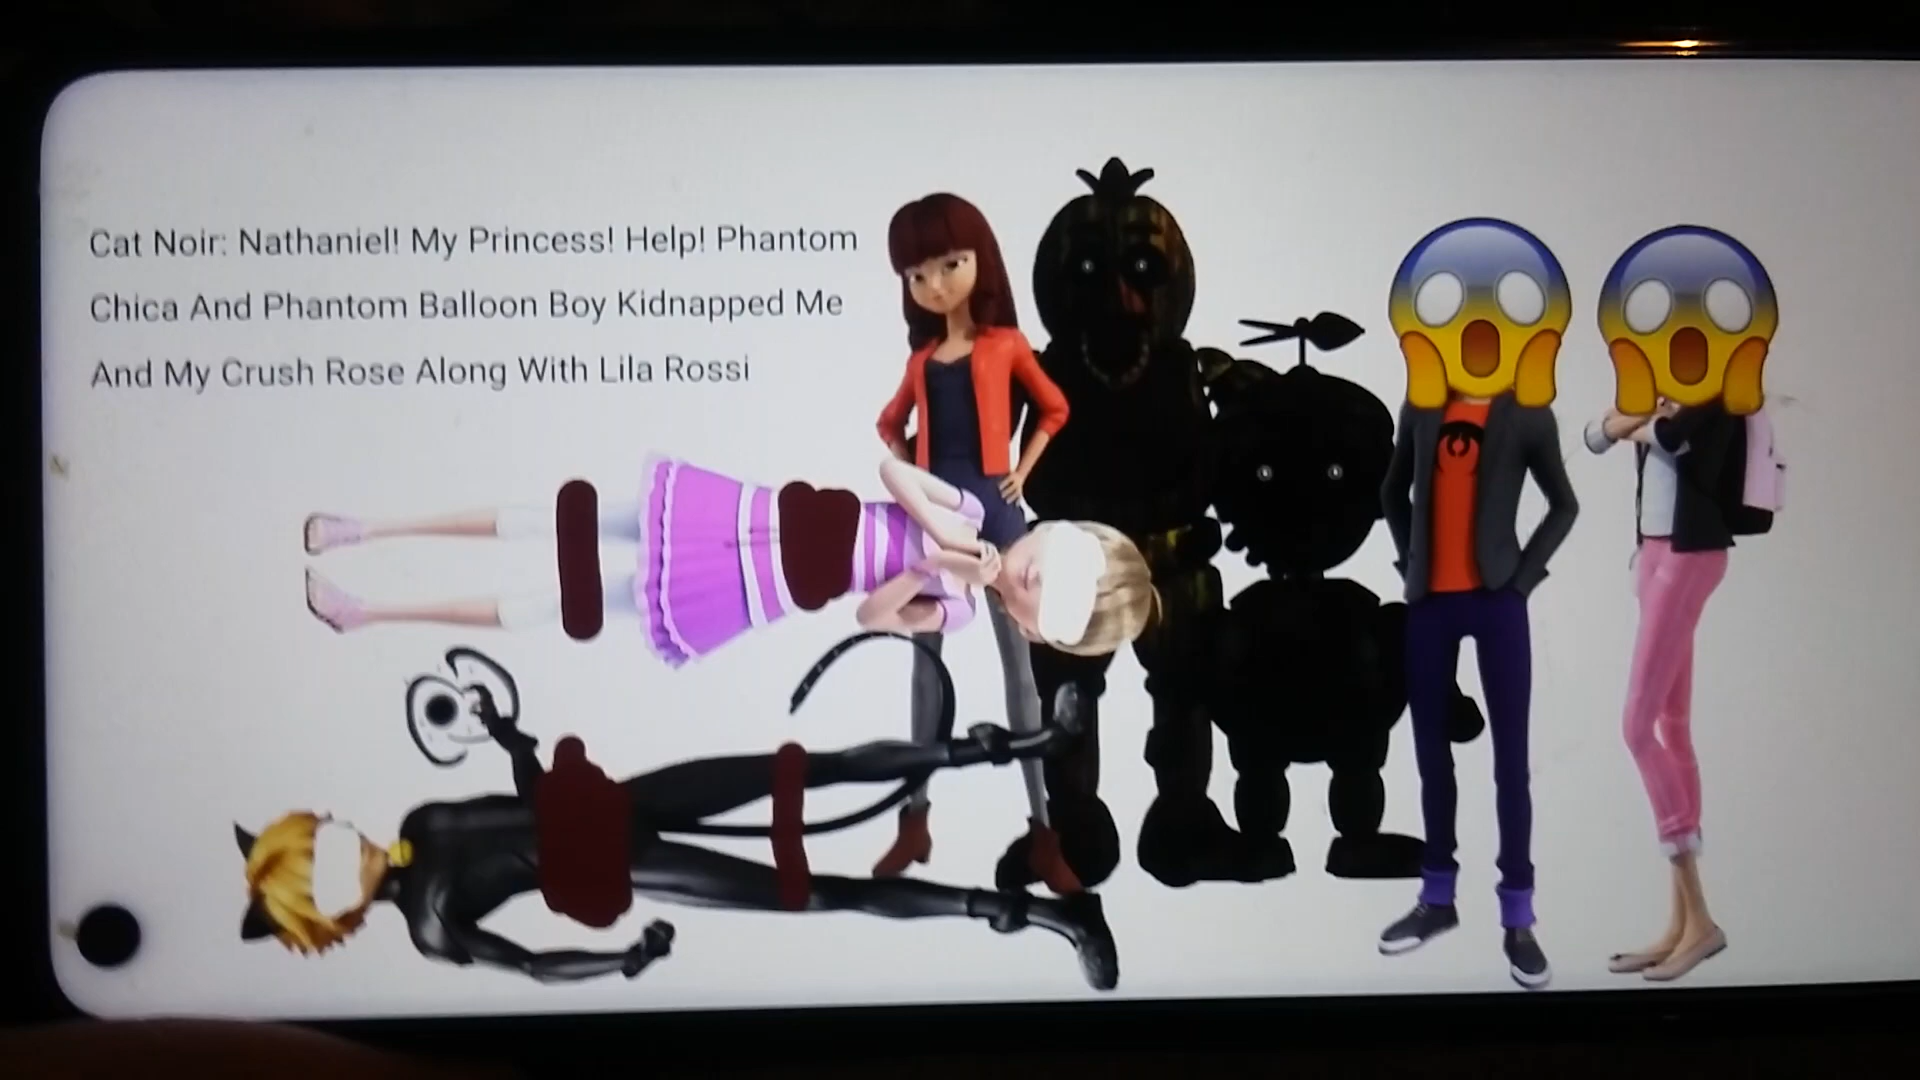 Cat Noir: Nathaniel! My Princess! Help! Phantom
Chica And Phantom Balloon Boy Kidnapped Me
And My Crush Rose Along With Lila Rossi